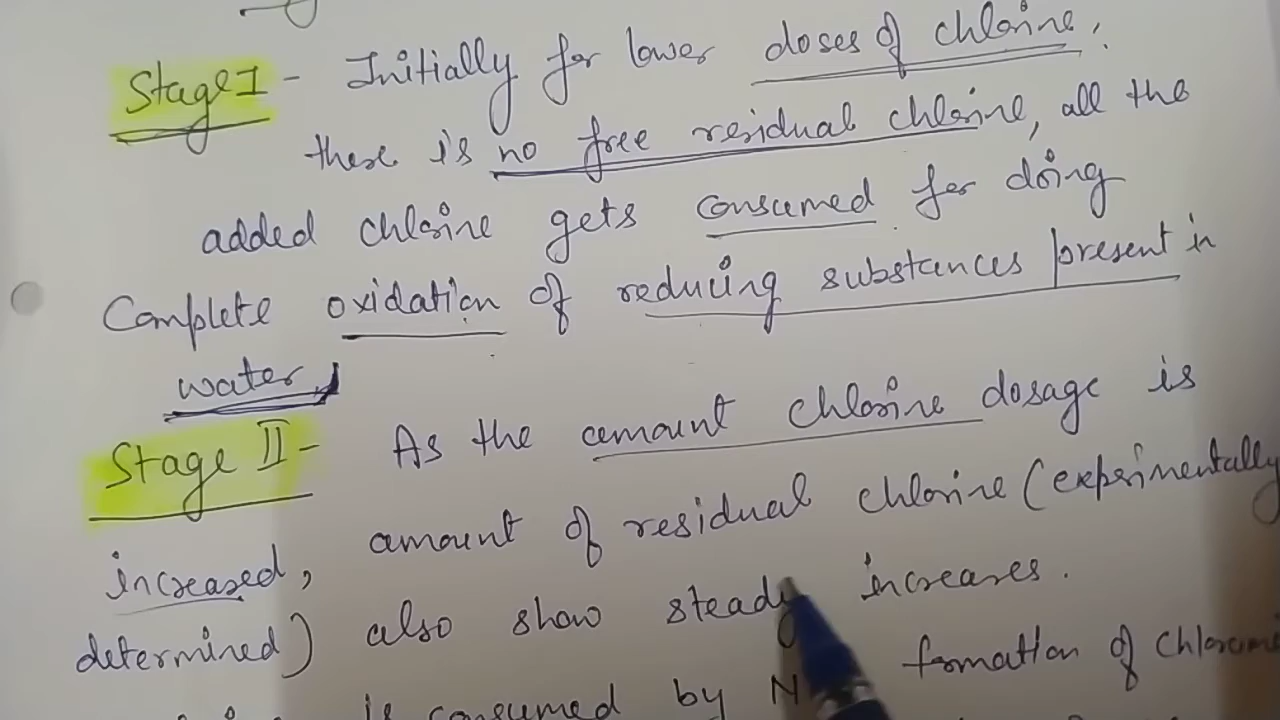 Stage I - Initially for lower doses of chlorine,
there is no free residual chlorine, all the
added chlorine gets consumed for doing
Complete oxidation of reducing substances present in
water.
Stage II - As the amount chlorine dosage is
increased, amount of residual chlorine (experimentally
determined) also show steady increases.
is consumed by N formation of